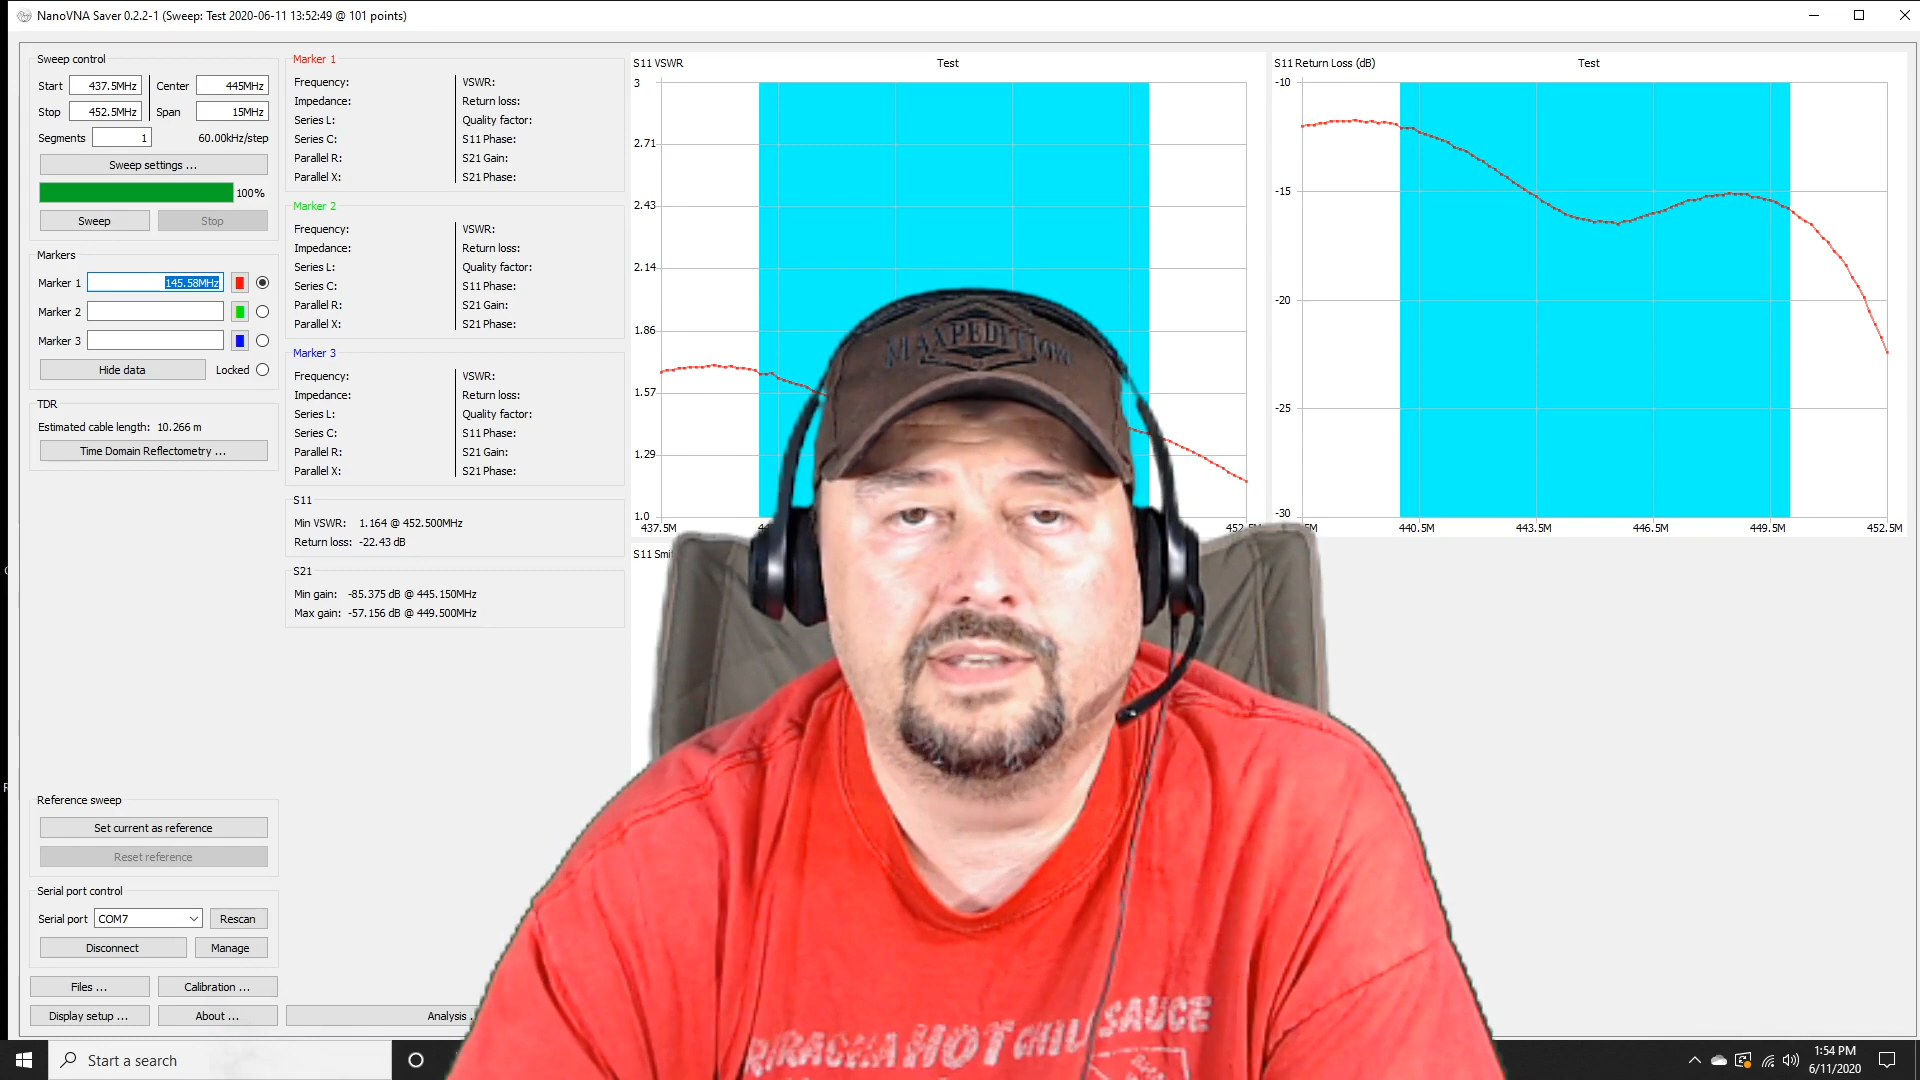 NanoVNA Saver 0.2.2-1 (Sweep: Test 2020-06-11 13:52:49 @ 101 points)
Sweep control
Start 437.5MHz Center 445MHz
Stop 452.5MHz Span 15MHz
Segments 1 60.00kHz/step
Sweep settings ...
100%
Sweep Stop
Markers
Marker 1 145.58MHz
Marker 2
Marker 3
Hide data Locked
TDR
Estimated cable length: 10.266 m
Time Domain Reflectometry ...
Reference sweep
Set current as reference
Reset reference
Serial port control
Serial port COM7 Rescan
Disconnect Manage
Files ... Calibration ...
Display setup ... About ...
Marker 1
Frequency: VSWR:
Impedance: Return loss:
Series L: Quality factor:
Series C: S11 Phase:
Parallel R: S21 Gain:
Parallel X: S21 Phase:
Marker 2
Frequency: VSWR:
Impedance: Return loss:
Series L: Quality factor:
Series C: S11 Phase:
Parallel R: S21 Gain:
Parallel X: S21 Phase:
Marker 3
Frequency: VSWR:
Impedance: Return loss:
Series L: Quality factor:
Series C: S11 Phase:
Parallel R: S21 Gain:
Parallel X: S21 Phase:
S11
Min VSWR: 1.164 @ 452.500MHz
Return loss: -22.43 dB
S21
Min gain: -85.375 dB @ 445.150MHz
Max gain: -57.156 dB @ 449.500MHz
Analysis
S11 VSWR Test
3
2.71
2.43
2.14
1.86
1.57
1.29
1.0
437.5M
S11 Return Loss (dB) Test
-10
-15
-20
-25
-30
440.5M 443.5M 446.5M 449.5M 452.5M
S11 Smi
MAXPEDITION
HOT CHILI SAUCE
Start a search
1:54 PM
6/11/2020